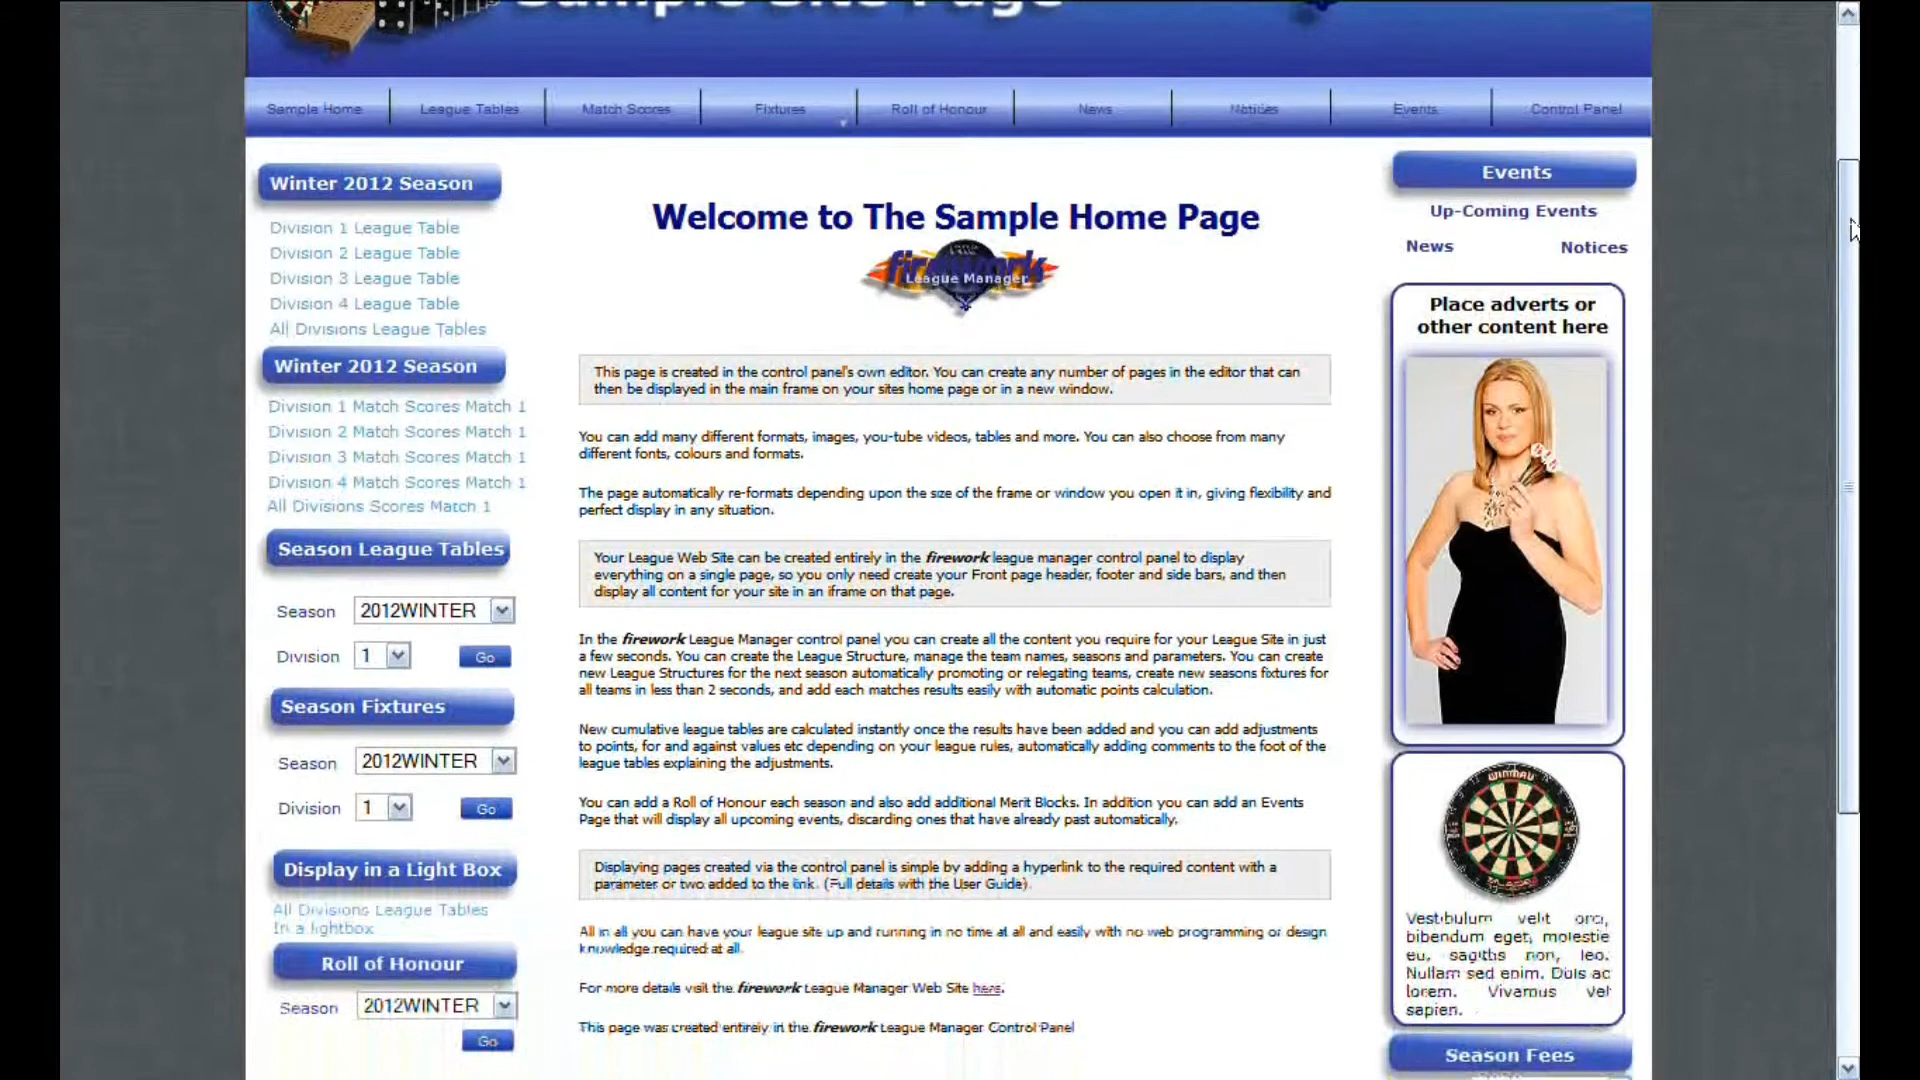 Sample Site Page
Sample Home
League Tables
Match Scores
Fixtures
Roll of Honour
News
Notices
Events
Control Panel
Winter 2012 Season
Division 1 League Table
Division 2 League Table
Division 3 League Table
Division 4 League Table
All Divisions League Tables
Winter 2012 Season
Division 1 Match Scores Match 1
Division 2 Match Scores Match 1
Division 3 Match Scores Match 1
Division 4 Match Scores Match 1
All Divisions Scores Match 1
Season League Tables
Season 2012WINTER
Division 1 Go
Season Fixtures
Season 2012WINTER
Division 1 Go
Display in a Light Box
All Divisions League Tables
In a lightbox
Roll of Honour
Season 2012WINTER
Go
Welcome to The Sample Home Page
firework
League Manager
This page is created in the control panel's own editor. You can create any number of pages in the editor that can
then be displayed in the main frame on your sites home page or in a new window.
You can add many different formats, images, you-tube videos, tables and more. You can also choose from many
different fonts, colours and formats.
The page automatically re-formats depending upon the size of the frame or window you open it in, giving flexibility and
perfect display in any situation.
Your League Web Site can be created entirely in the firework league manager control panel to display
everything on a single page, so you only need create your Front page header, footer and side bars, and then
display all content for your site in an iframe on that page.
In the firework League Manager control panel you can create all the content you require for your League Site in just
a few seconds. You can create the League Structure, manage the team names, seasons and parameters. You can create
new League Structures for the next season automatically promoting or relegating teams, create new seasons fixtures for
all teams in less than 2 seconds, and add each matches results easily with automatic points calculation.
New cumulative league tables are calculated instantly once the results have been added and you can add adjustments
to points, for and against values etc depending on your league rules, automatically adding comments to the foot of the
league tables explaining the adjustments.
You can add a Roll of Honour each season and also add additional Merit Blocks. In addition you can add an Events
Page that will display all upcoming events, discarding ones that have already past automatically.
Displaying pages created via the control panel is simple by adding a hyperlink to the required content with a
parameter or two added to the link. (Full details with the User Guide).
All in all you can have your league site up and running in no time at all and easily with no web programming or design
knowledge required at all.
For more details visit the firework League Manager Web Site here.
This page was created entirely in the firework League Manager Control Panel
Events
Up-Coming Events
News Notices
Place adverts or
other content here
WINMAU
Vestibulum velit orci,
bibendum eget, molestie
eu, sagittis non, leo.
Nullam sed enim. Duis ac
lorem. Vivamus vel
sapien.
Season Fees